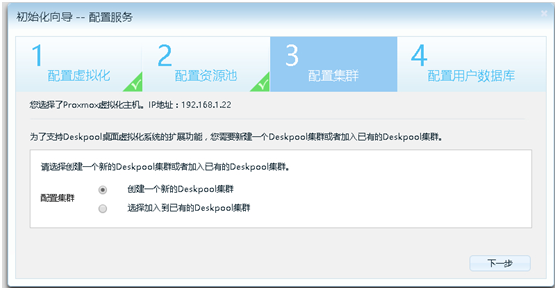 初始化向导 -- 配置服务
1 配置虚拟化 2 配置资源池 3 配置集群 4 配置用户数据库
您选择了Proxmox虚拟化主机。IP地址：192.168.1.22
为了支持Deskpool桌面虚拟化系统的扩展功能，您需要新建一个Deskpool集群或者加入已有的Deskpool集群。
请选择创建一个新的Deskpool集群或者加入已有的Deskpool集群。
配置集群 创建一个新的Deskpool集群
选择加入到已有的Deskpool集群
下一步